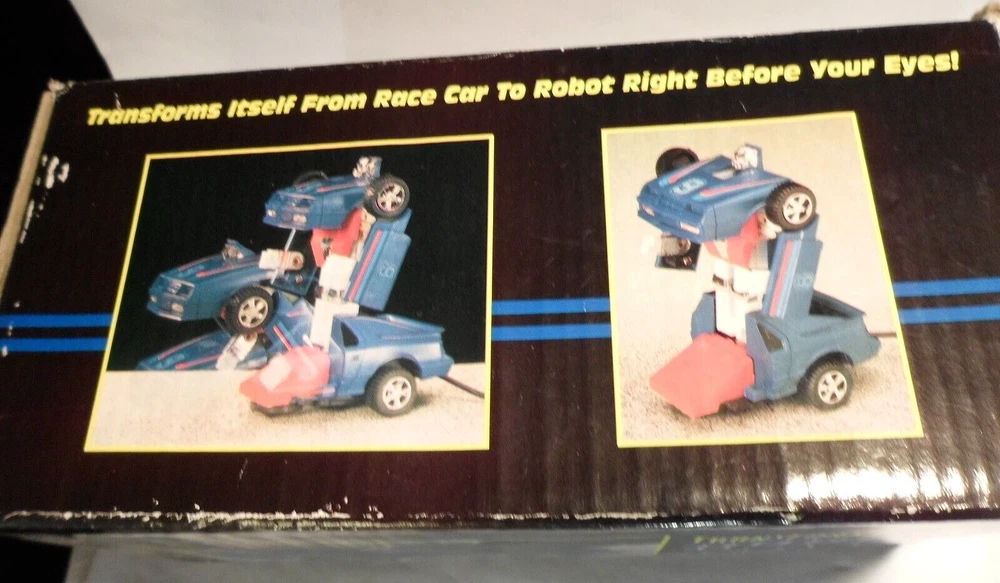 Transforms Itself From Race Car To Robot Right Before Your Eyes!